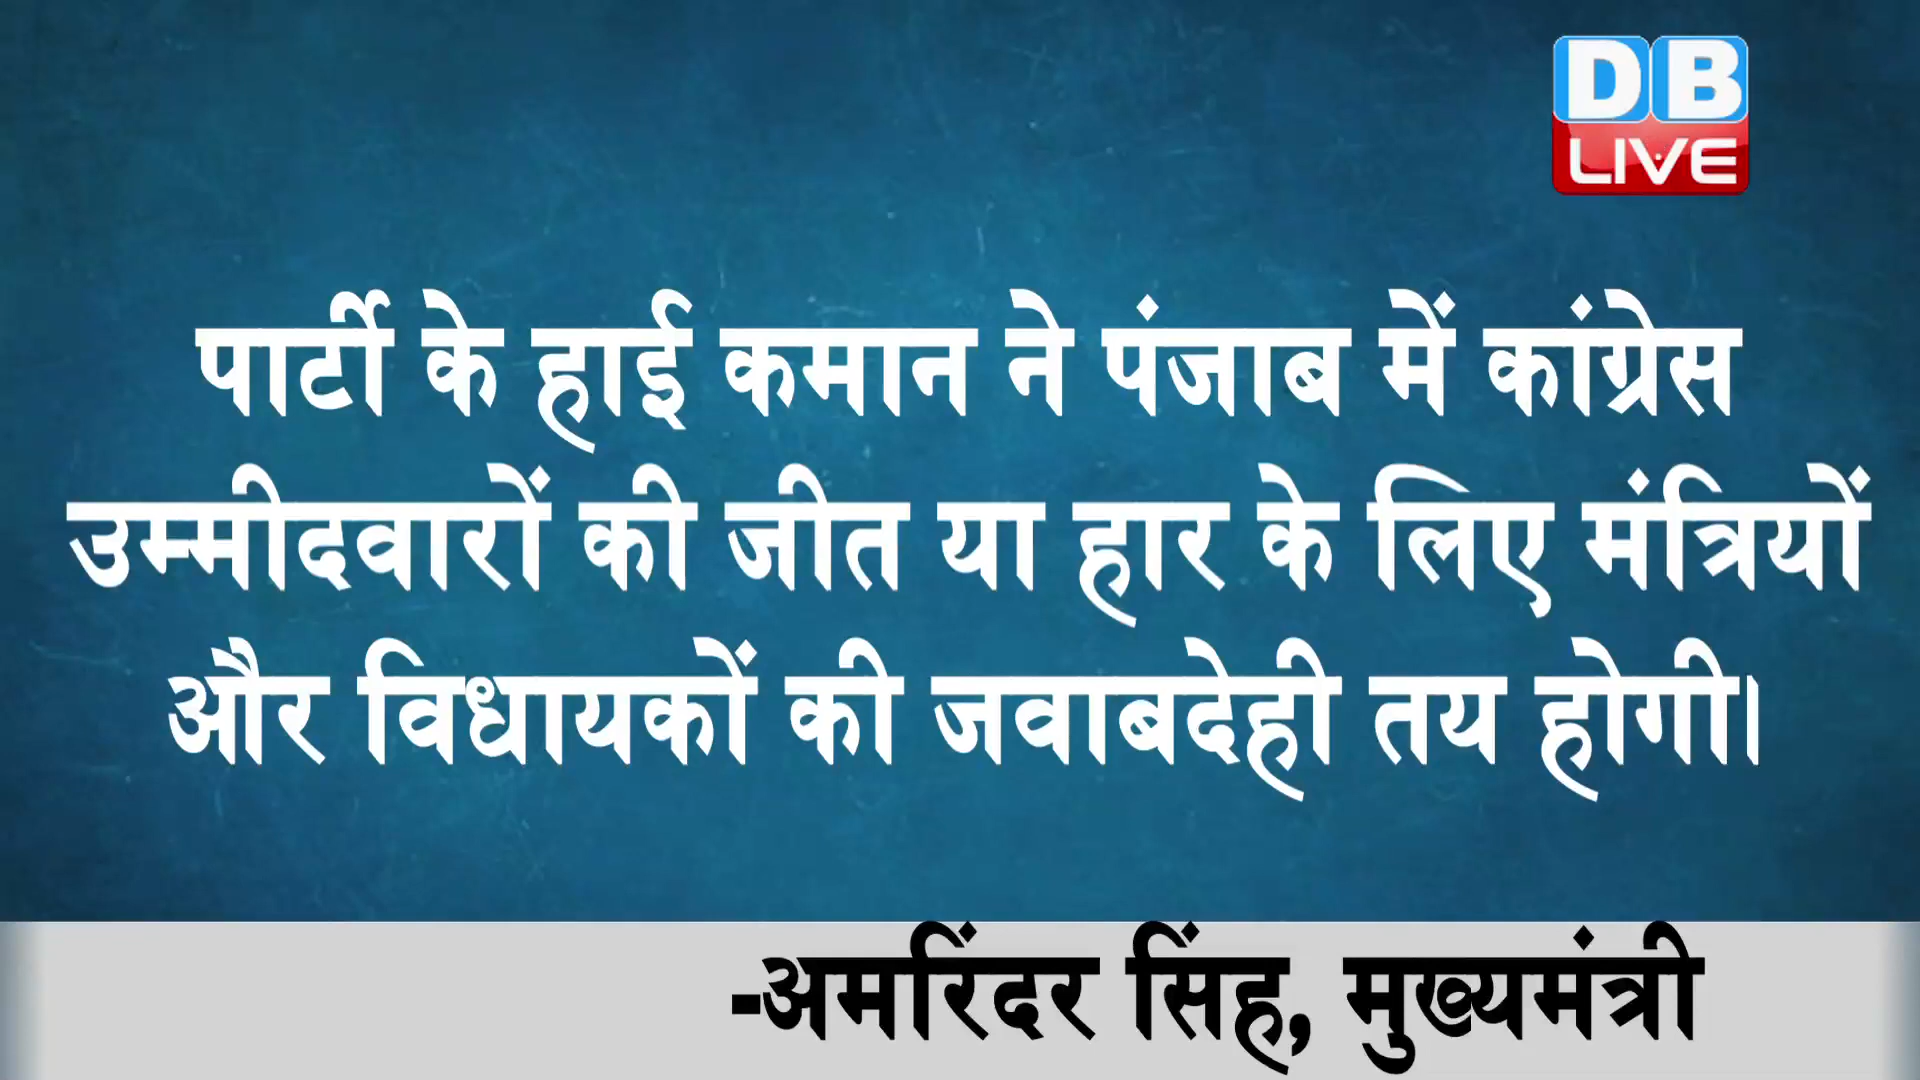 DB
LIVE
पार्टी के हाई कमान ने पंजाब में कांग्रेस
उम्मीदवारों की जीत या हार के लिए मंत्रियों
और विधायकों की जवाबदेही तय होगी।
-अमरिंदर सिंह, मुख्यमंत्री